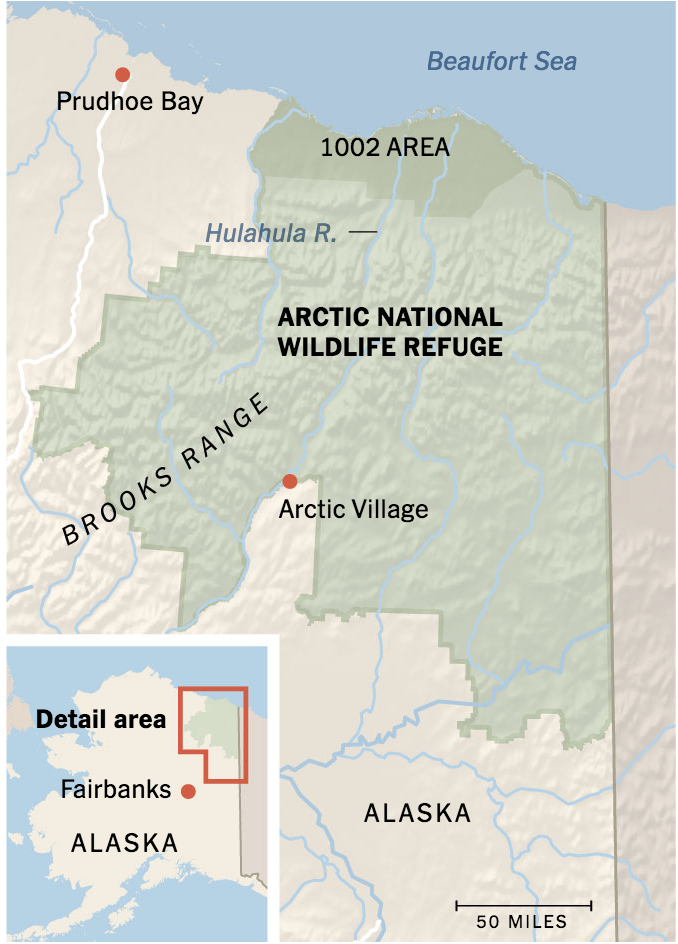 Beaufort Sea
Prudhoe Bay
1002 AREA
Hulahula R.
ARCTIC NATIONAL
WILDLIFE REFUGE
BROOKS RANGE
Arctic Village
Detail area
Fairbanks
ALASKA
ALASKA
50 MILES